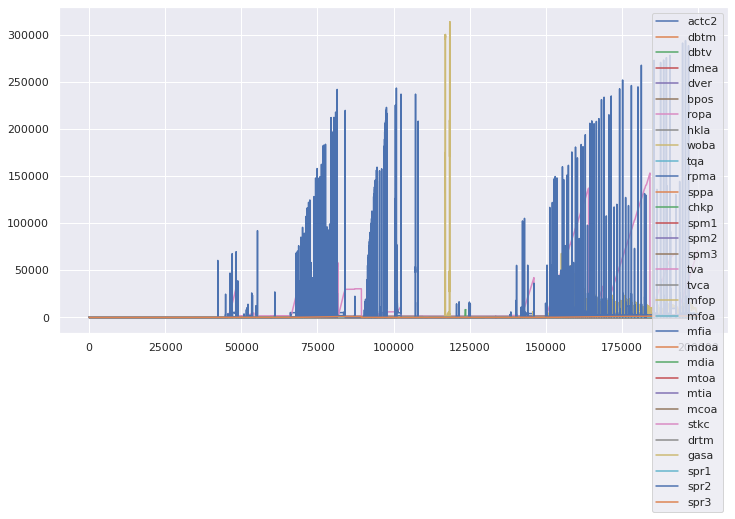 300000
250000
200000
150000
100000
50000
0
0
25000
50000
75000
100000
125000
150000
175000
200000
actc2
dbtm
dbtv
dmea
dver
bpos
ropa
hkla
woba
tqa
rpma
sppa
chkp
spm1
spm2
spm3
tva
tvca
mfop
mfoa
mfia
mdoa
mdia
mtoa
mtia
mcoa
stkc
drtm
gasa
spr1
spr2
spr3